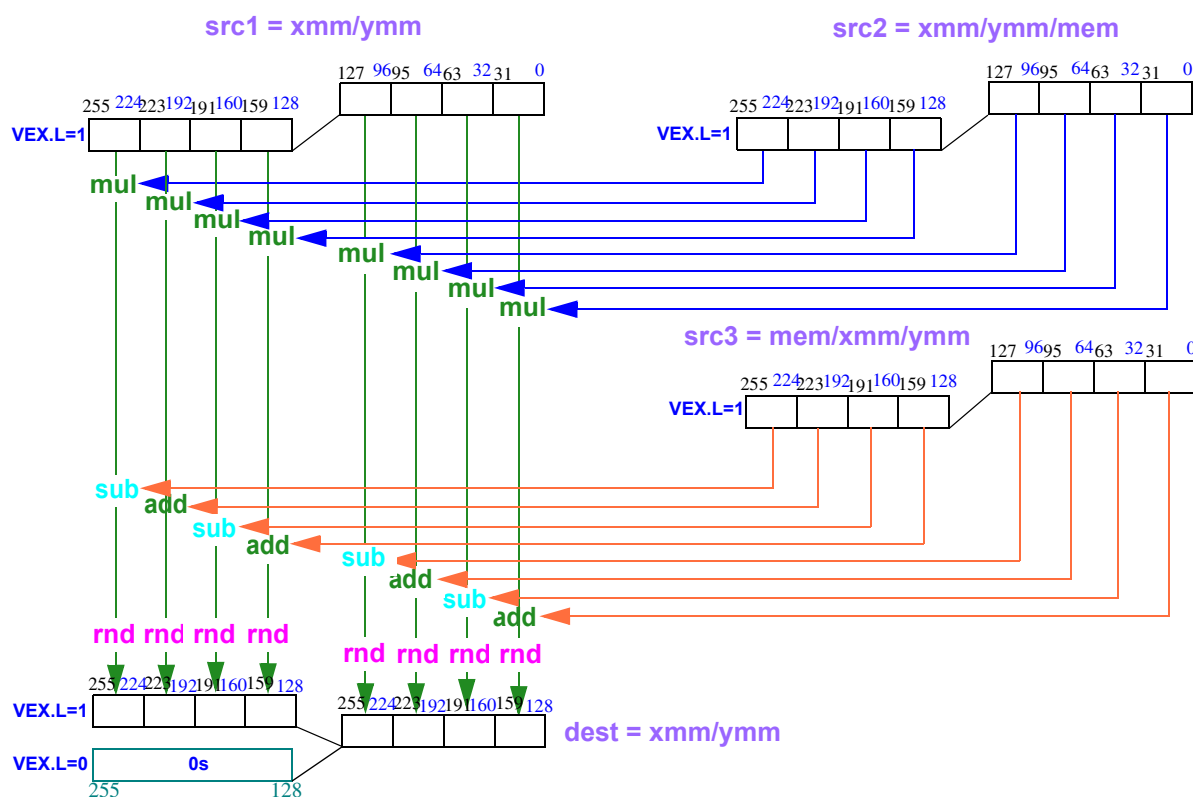 src1 = xmm/ymm
src2 = xmm/ymm/mem
127 96 95 64 63 32 31 0
127 96 95 64 63 32 31 0
255 224 223 192 191 160 159 128
255 224 223 192 191 160 159 128
VEX.L=1
VEX.L=1
mul
mul
mul
mul
mul
mul
mul
mul
src3 = mem/xmm/ymm
127 96 95 64 63 32 31 0
255 224 223 192 191 160 159 128
VEX.L=1
sub
add
sub
add
sub
add
sub
add
rnd rnd rnd rnd
rnd rnd rnd rnd
255 224 223 192 191 160 159 128
VEX.L=1
255 224 223 192 191 160 159 128
dest = xmm/ymm
VEX.L=0 0s
255 128